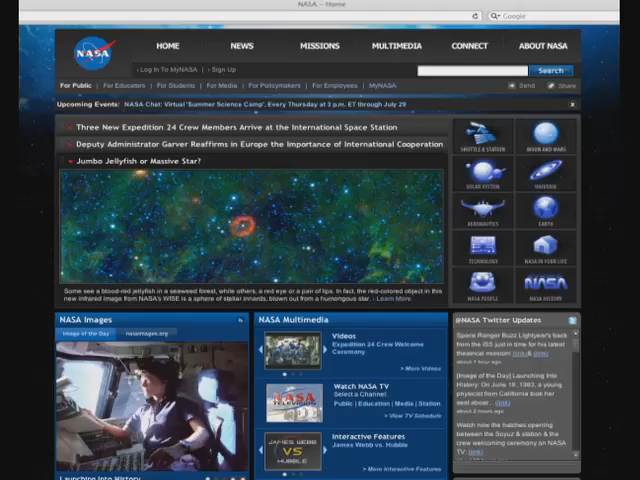 NASA - Home
Google
NASA
HOME NEWS MISSIONS MULTIMEDIA CONNECT ABOUT NASA
› Log In To MyNASA | › Sign Up
Search
For Public | For Educators | For Students | For Media | For Policymakers | For Employees | MyNASA
Send Share
Upcoming Events: NASA Chat: Virtual 'Summer Science Camp', Every Thursday at 3 p.m. ET through July 29
Three New Expedition 24 Crew Members Arrive at the International Space Station
Deputy Administrator Garver Reaffirms in Europe the Importance of International Cooperation
Jumbo Jellyfish or Massive Star?
Some see a blood-red jellyfish in a seaweed forest, while others, a red eye or a pair of lips. In fact, the red-colored object in this
new infrared image from NASA's WISE is a sphere of stellar innards, blown out from a humongous star. › Learn More
SHUTTLE & STATION
MOON AND MARS
SOLAR SYSTEM
UNIVERSE
AERONAUTICS
EARTH
TECHNOLOGY
NASA IN YOUR LIFE
NASA PEOPLE
NASA
NASA HISTORY
NASA Images
Image of the Day nasaimages.org
Launching Into History
NASA Multimedia
Videos
Expedition 24 Crew Welcome
Ceremony
> More Videos
NASA
TELEVISION
Watch NASA TV
Select a Channel:
Public | Education | Media | Station
> View TV Schedule
JAMES WEBB
VS
HUBBLE
Interactive Features
James Webb vs. Hubble
> More Interactive Features
@NASA Twitter Updates
Space Ranger Buzz Lightyear's back
from the ISS just in time for his latest
theatrical mission! (link) & (link)
about 1 hour ago
[Image of the Day] Launching Into
History: On June 18, 1983, a young
physicist from California took her
seat aboar... (link)
about 2 hours ago
Watch now the hatches opening
between the Soyuz & station & the
crew welcoming ceremony on NASA
TV: (link)